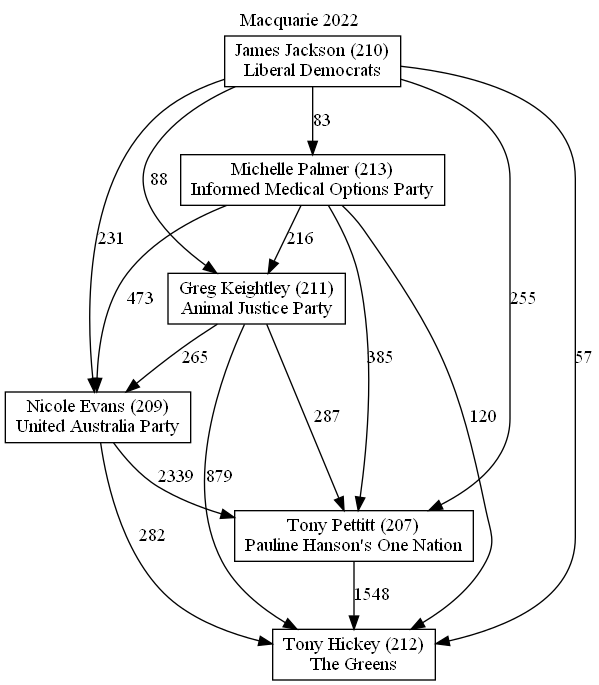 Macquarie 2022
James Jackson (210)
Liberal Democrats
83
Michelle Palmer (213)
Informed Medical Options Party
88
231
216
473
255
Greg Keightley (211)
Animal Justice Party
385
57
265
287
120
Nicole Evans (209)
United Australia Party
2339
879
282
Tony Pettitt (207)
Pauline Hanson's One Nation
1548
Tony Hickey (212)
The Greens